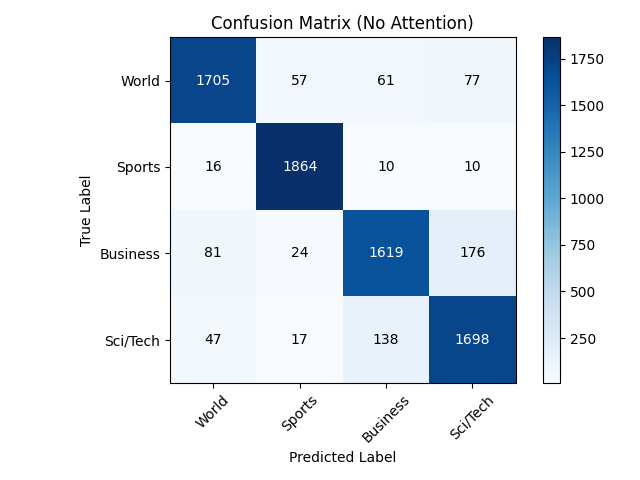 Confusion Matrix (No Attention)
World 1705 57 61 77
Sports 16 1864 10 10
Business 81 24 1619 176
Sci/Tech 47 17 138 1698
World Sports Business Sci/Tech
Predicted Label
True Label
1750
1500
1250
1000
750
500
250